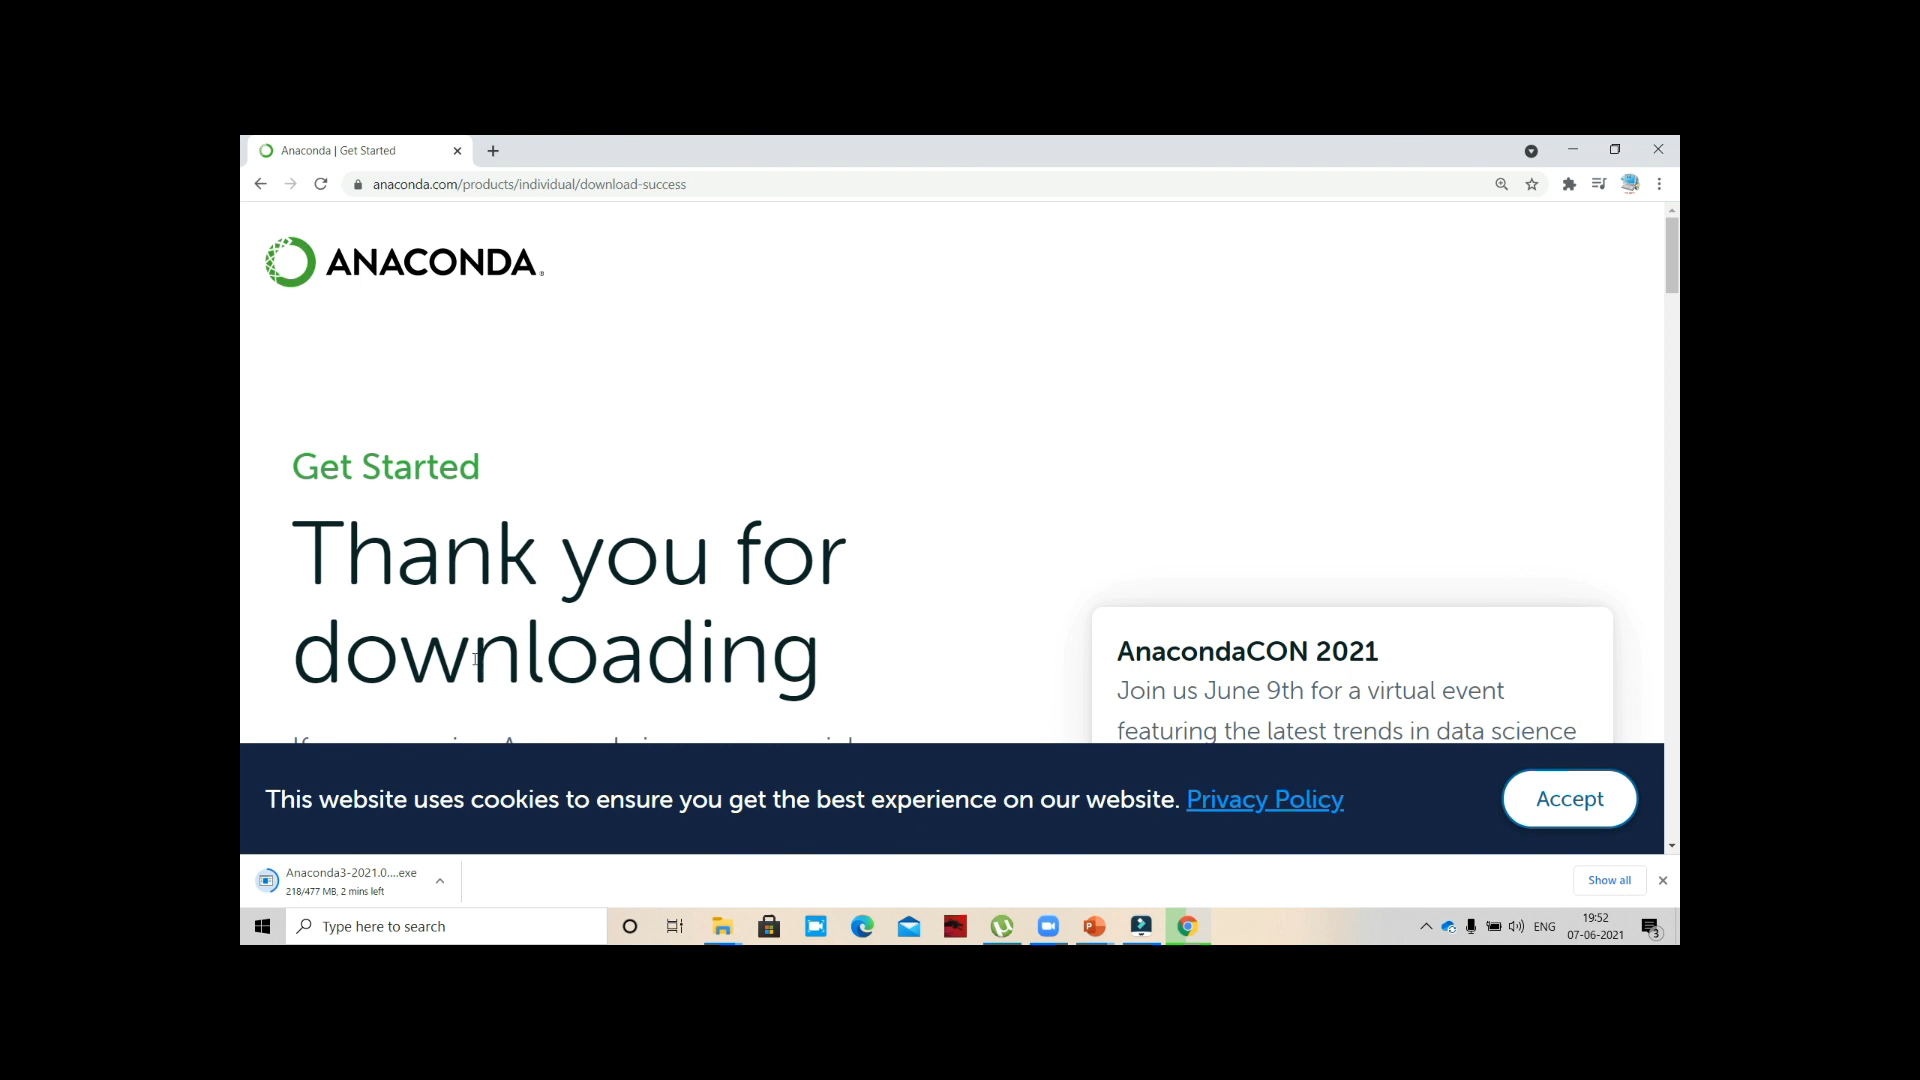 Anaconda | Get Started
anaconda.com/products/individual/download-success
ANACONDA
Get Started
Thank you for
downloading
AnacondaCON 2021
Join us June 9th for a virtual event
featuring the latest trends in data science
This website uses cookies to ensure you get the best experience on our website. Privacy Policy
Accept
Anaconda3-2021.0....exe
218/477 MB, 2 mins left
Show all
Type here to search
ENG
19:52
07-06-2021
3